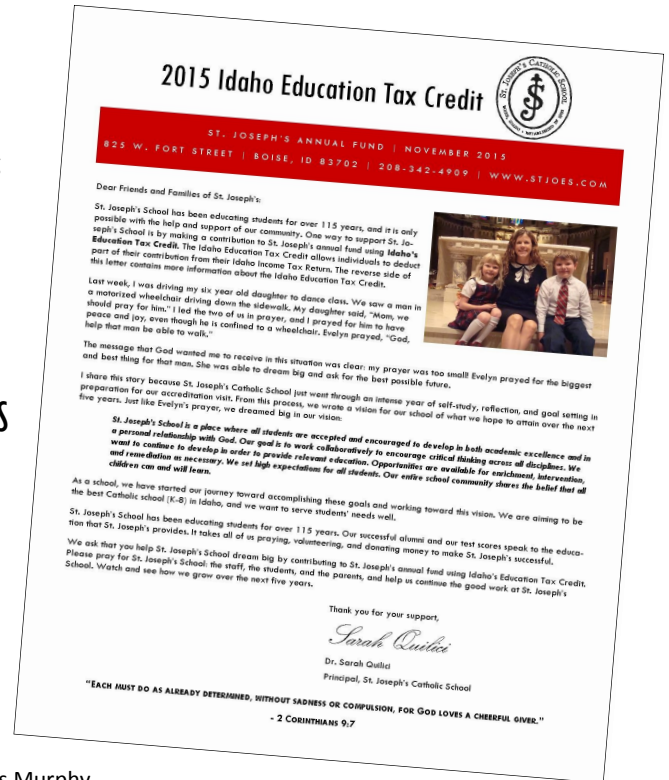 2015 Idaho Education Tax Credit
ST. JOSEPH'S CATHOLIC SCHOOL
ST. JOSEPH'S ANNUAL FUND | NOVEMBER 2015
825 W. FORT STREET | BOISE, ID 83702 | 208-342-4909 | WWW.STJOES.COM
Dear Friends and Families of St. Joseph's:
St. Joseph's School has been educating students for over 115 years, and it is only
possible with the help and support of our community. One way to support St. Jo-
seph's School is by making a contribution to St. Joseph's annual fund using Idaho's
Education Tax Credit. The Idaho Education Tax Credit allows individuals to deduct
part of their contribution from their Idaho Income Tax Return. The reverse side of
this letter contains more information about the Idaho Education Tax Credit.
Last week, I was driving my six year old daughter to dance class. We saw a man in
a motorized wheelchair driving down the sidewalk. My daughter said, "Mom, we
should pray for him." I led the two of us in prayer, and I prayed for him to have
peace and joy, even though he is confined to a wheelchair. Evelyn prayed, "God,
help that man be able to walk."
The message that God wanted me to receive in this situation was clear: my prayer was too small! Evelyn prayed for the biggest
and best thing for that man. She was able to dream big and ask for the best possible future.
I share this story because St. Joseph's Catholic School just went through an intense year of self-study, reflection, and goal setting in
preparation for our accreditation visit. From this process, we wrote a vision for our school of what we hope to attain over the next
five years. Just like Evelyn's prayer, we dreamed big in our vision:
St. Joseph's School is a place where all students are accepted and encouraged to develop in both academic excellence and in
a personal relationship with God. Our goal is to work collaboratively to encourage critical thinking across all disciplines. We
want to continue to develop in order to provide relevant education. Opportunities are available for enrichment, intervention,
and remediation as necessary. We set high expectations for all students. Our entire school community shares the belief that all
children can and will learn.
As a school, we have started our journey toward accomplishing these goals and working toward this vision. We are aiming to be
the best Catholic school (K-8) in Idaho, and we want to serve students' needs well.
St. Joseph's School has been educating students for over 115 years. Our successful alumni and our test scores speak to the educa-
tion that St. Joseph's provides. It takes all of us praying, volunteering, and donating money to make St. Joseph's successful.
We ask that you help St. Joseph's School dream big by contributing to St. Joseph's annual fund using Idaho's Education Tax Credit.
Please pray for St. Joseph's School: the staff, the students, and the parents, and help us continue the good work at St. Joseph's
School. Watch and see how we grow over the next five years.
Thank you for your support,
Sarah Quilici
Dr. Sarah Quilici
Principal, St. Joseph's Catholic School
"EACH MUST DO AS ALREADY DETERMINED, WITHOUT SADNESS OR COMPULSION, FOR GOD LOVES A CHEERFUL GIVER."
- 2 CORINTHIANS 9:7
s Murphy